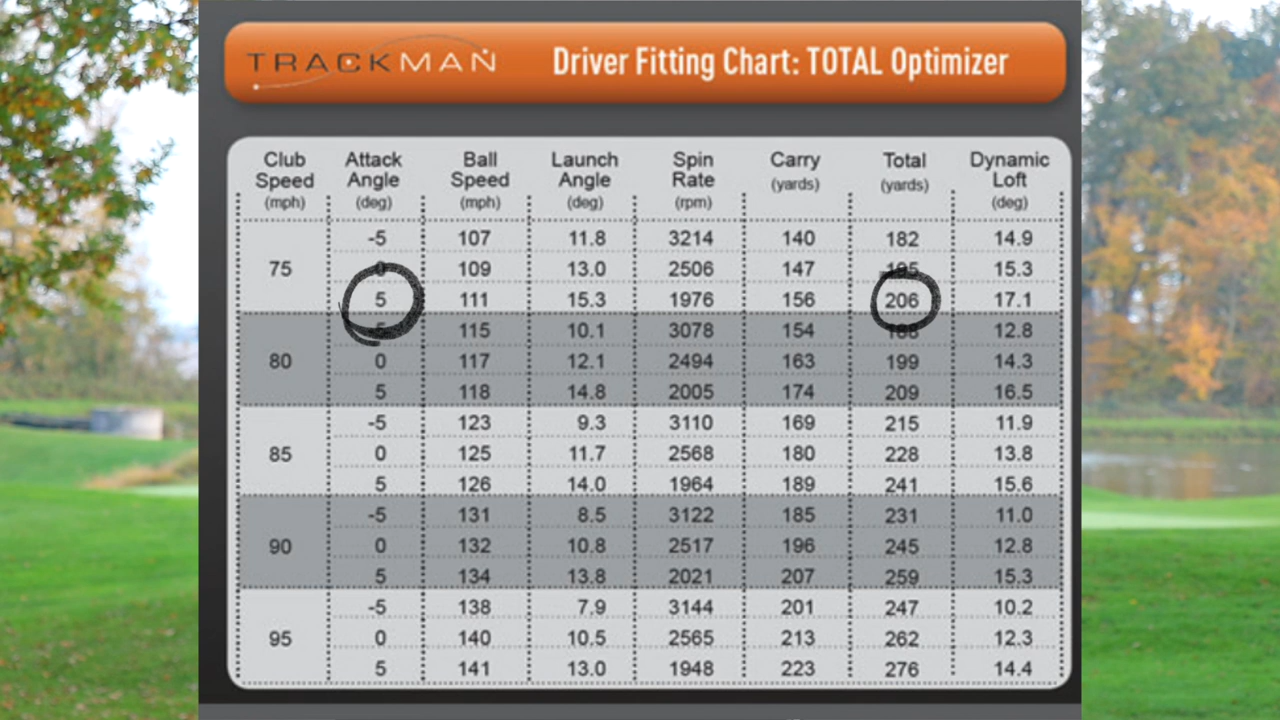 TRACKMAN Driver Fitting Chart: TOTAL Optimizer
Club Speed (mph) Attack Angle (deg) Ball Speed (mph) Launch Angle (deg) Spin Rate (rpm) Carry (yards) Total (yards) Dynamic Loft (deg)
-5 107 11.8 3214 140 182 14.9
75 0 109 13.0 2506 147 195 15.3
5 111 15.3 1976 156 206 17.1
115 10.1 3078 154 188 12.8
80 0 117 12.1 2494 163 199 14.3
5 118 14.8 2005 174 209 16.5
-5 123 9.3 3110 169 215 11.9
85 0 125 11.7 2568 180 228 13.8
5 126 14.0 1964 189 241 15.6
-5 131 8.5 3122 185 231 11.0
90 0 132 10.8 2517 196 245 12.8
5 134 13.8 2021 207 259 15.3
-5 138 7.9 3144 201 247 10.2
95 0 140 10.5 2565 213 262 12.3
5 141 13.0 1948 223 276 14.4